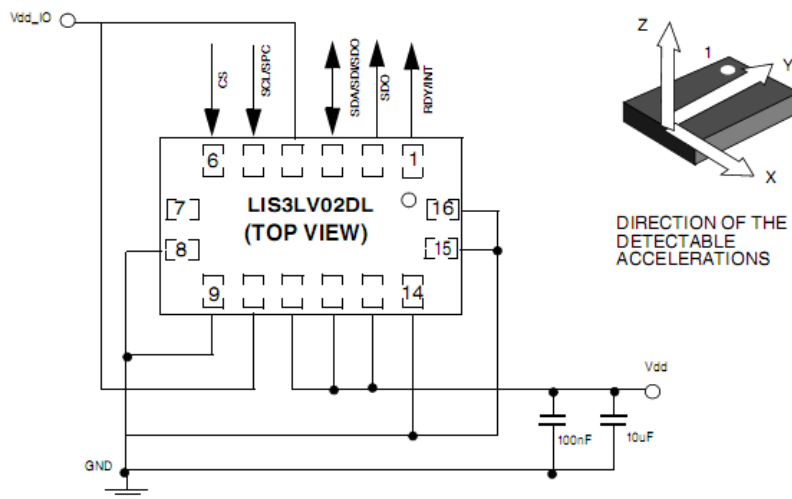 Vdd_IO
CS
SCL/SPC
SDA/SDI/SDO
SDO
RDY/INT
Z
1
Y
X
6
1
7
LIS3LV02DL
16
8
(TOP VIEW)
15
9
14
DIRECTION OF THE
DETECTABLE
ACCELERATIONS
Vdd
100nF
10uF
GND